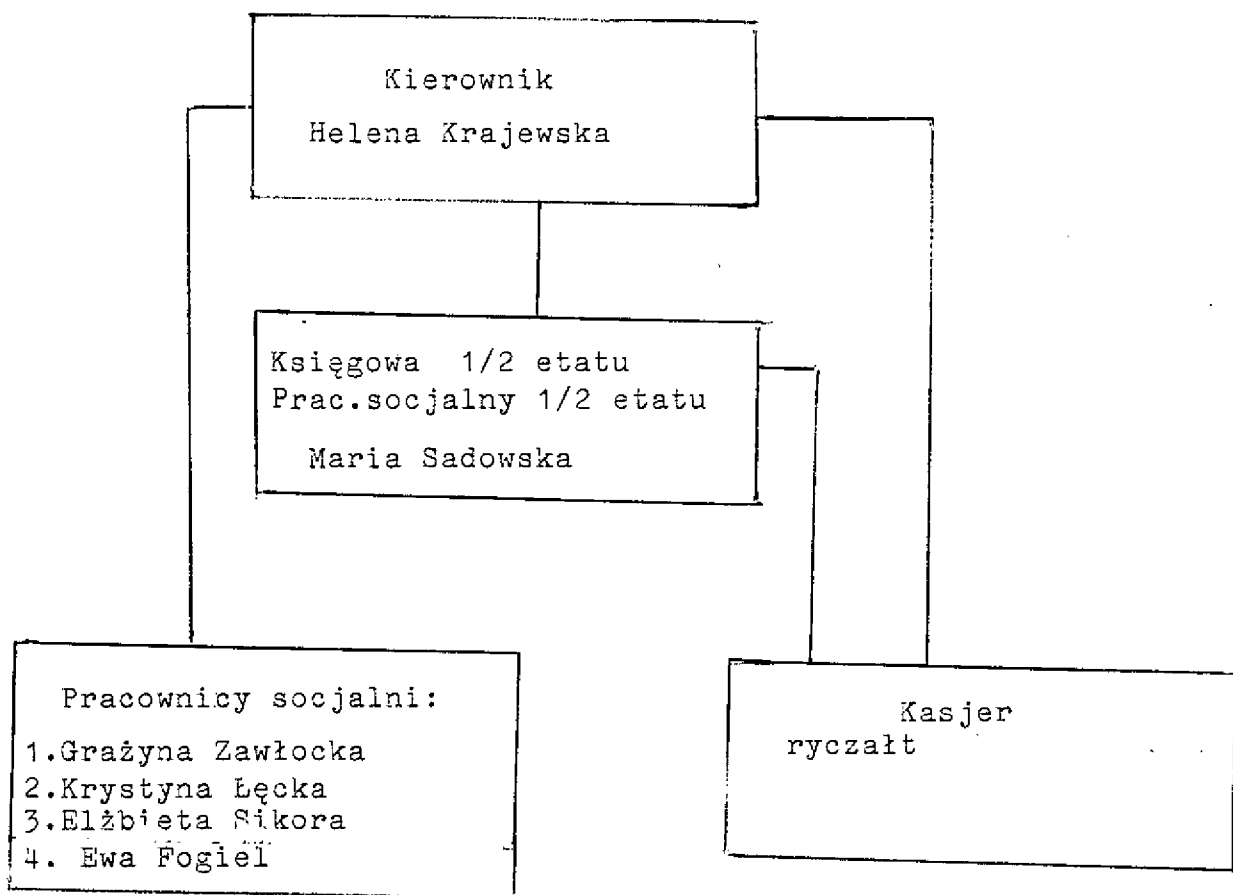 Kierownik
Helena Krajewska
Księgowa 1/2 etatu
Prac.socjalny 1/2 etatu
Maria Sadowska
Pracownicy socjalni:
1.Grażyna Zawłocka
2.Krystyna Łęcka
3.Elżbieta Sikora
4. Ewa Fogiel
Kasjer
ryczałt